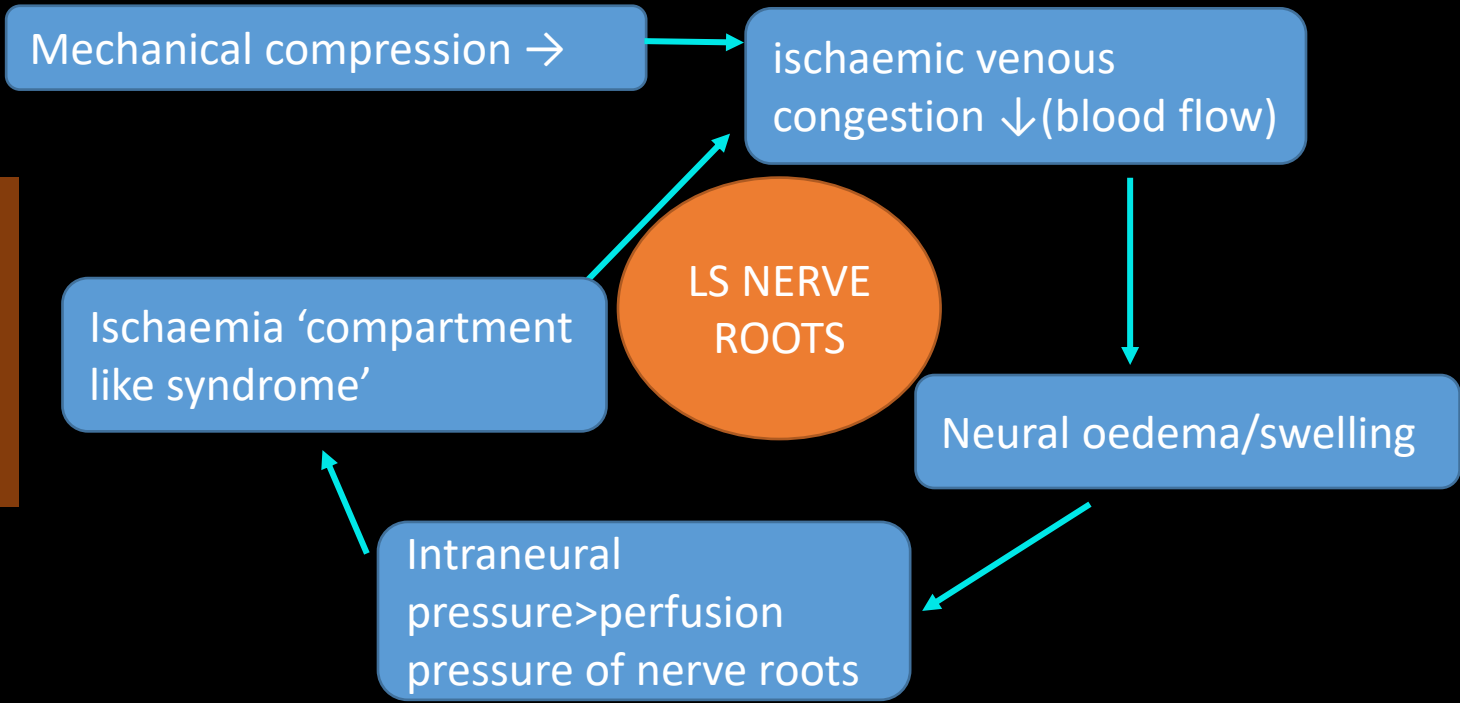 Mechanical compression →
ischaemic venous
congestion ↓(blood flow)
LS NERVE
ROOTS
Ischaemia ‘compartment
like syndrome’
Neural oedema/swelling
Intraneural
pressure>perfusion
pressure of nerve roots